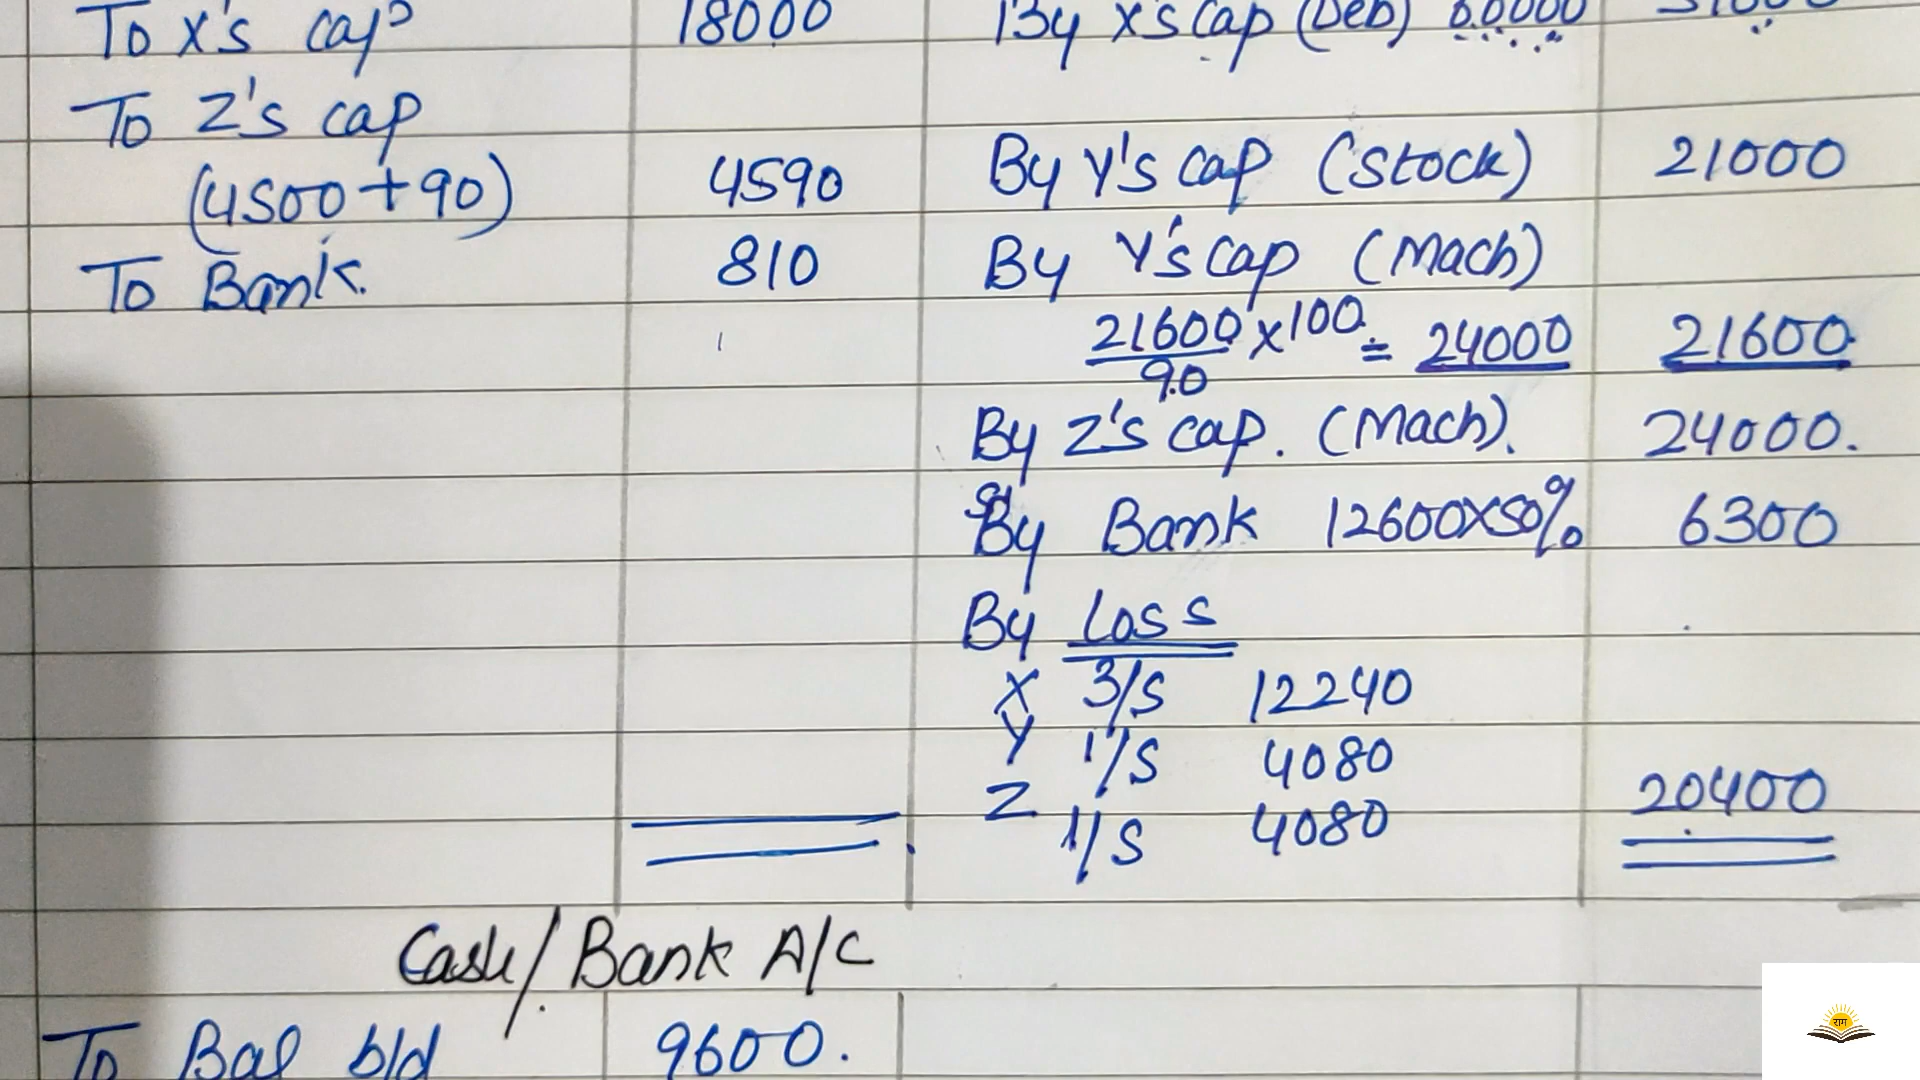 To X's cap 18000
By X's cap (Deb)
To Z's cap
(4500+90) 4590
To Bank. 810
By Y's cap (Stock) 21000
By Y's cap (Mach)
21600 x100 = 24000 21600
90
By Z's cap. (Mach). 24000.
By Bank 12600x50% 6300
By Loss
X 3/5 12240
Y 1/5 4080
Z 1/5 4080
20400
Cash/Bank A/C
To Bal b/d 9600.
राग